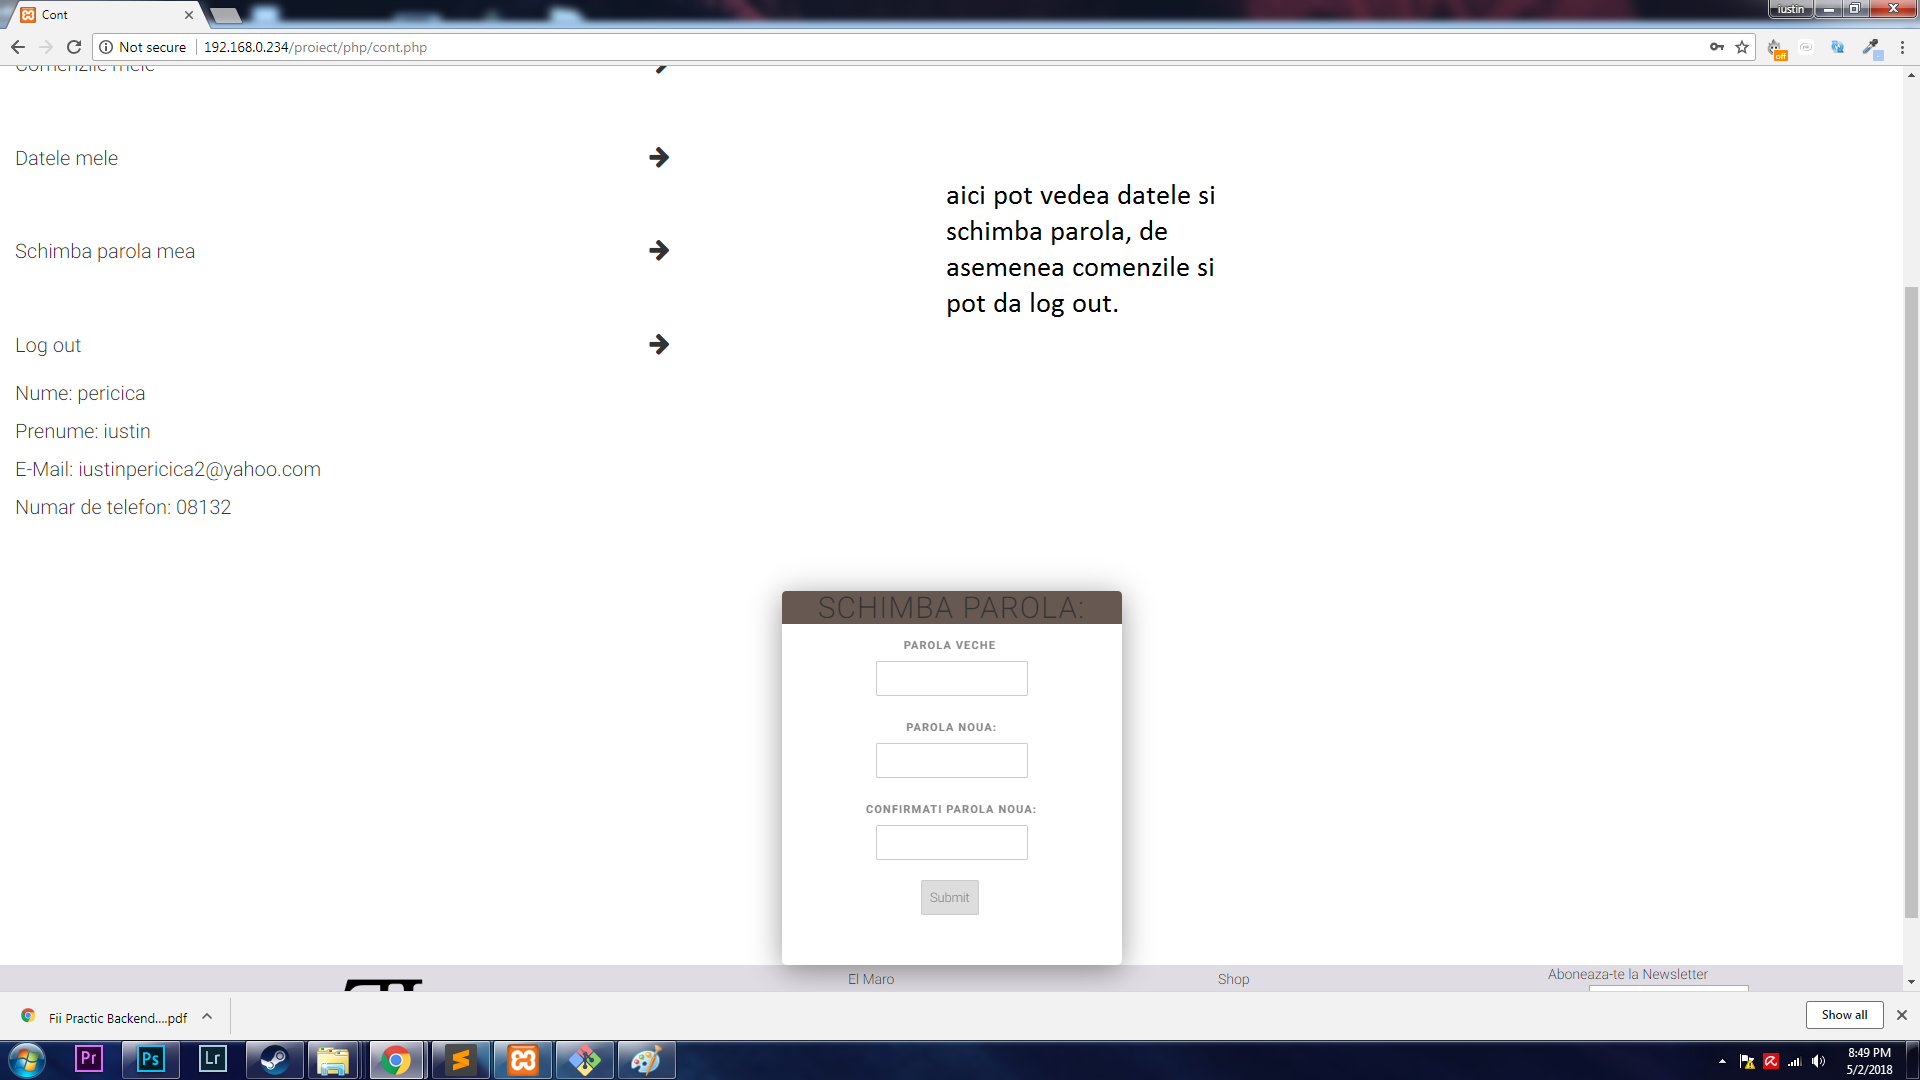 Cont
iustin
Not secure
192.168.0.234/proiect/php/cont.php
off
Comenzile mele
Datele mele
Schimba parola mea
Log out
aici pot vedea datele si
schimba parola, de
asemenea comenzile si
pot da log out.
Nume: pericica
Prenume: iustin
E-Mail: iustinpericica2@yahoo.com
Numar de telefon: 08132
SCHIMBA PAROLA:
PAROLA VECHE
PAROLA NOUA:
CONFIRMATI PAROLA NOUA:
Submit
El Maro
Shop
Aboneaza-te la Newsletter
Fii Practic Backend....pdf
Show all
Pr
Ps
Lr
8:49 PM
5/2/2018